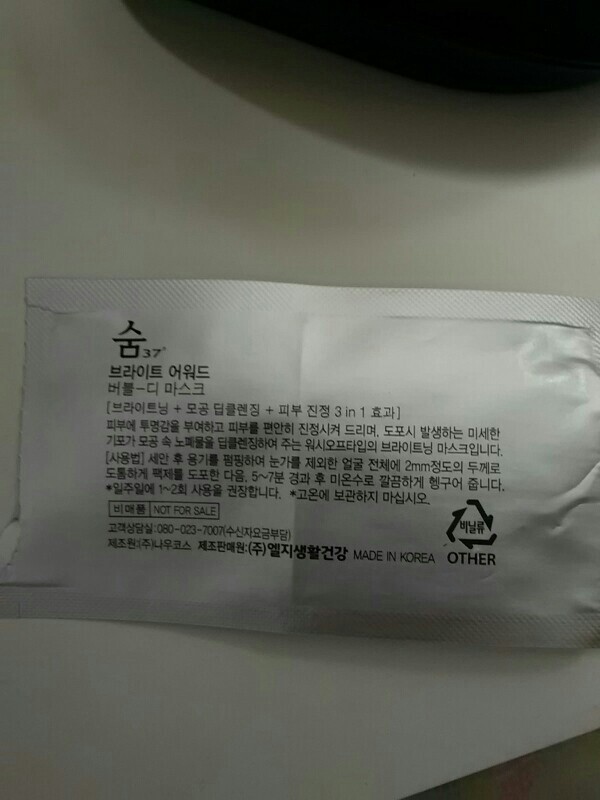 숨37°
브라이트 어워드
버블-디 마스크
[브라이트닝 + 모공 딥클렌징 + 피부 진정 3 in 1 효과]
피부에 투명감을 부여하고 피부를 편안히 진정시켜 드리며, 도포시 발생하는 미세한
기포가 모공 속 노폐물을 딥클렌징하여 주는 워시오프타입의 브라이트닝 마스크입니다.
[사용법] 세안 후 용기를 펌핑하여 눈가를 제외한 얼굴 전체에 2mm정도의 두께로
도톰하게 팩제를 도포한 다음, 5~7분 경과 후 미온수로 깔끔하게 헹구어 줍니다.
*일주일에 1~2회 사용을 권장합니다. *고온에 보관하지 마십시오.
비매품 NOT FOR SALE
고객상담실:080-023-7007(수신자요금부담)
제조원:(주)나우코스 제조판매원:(주)엘지생활건강 MADE IN KOREA
비닐류
OTHER